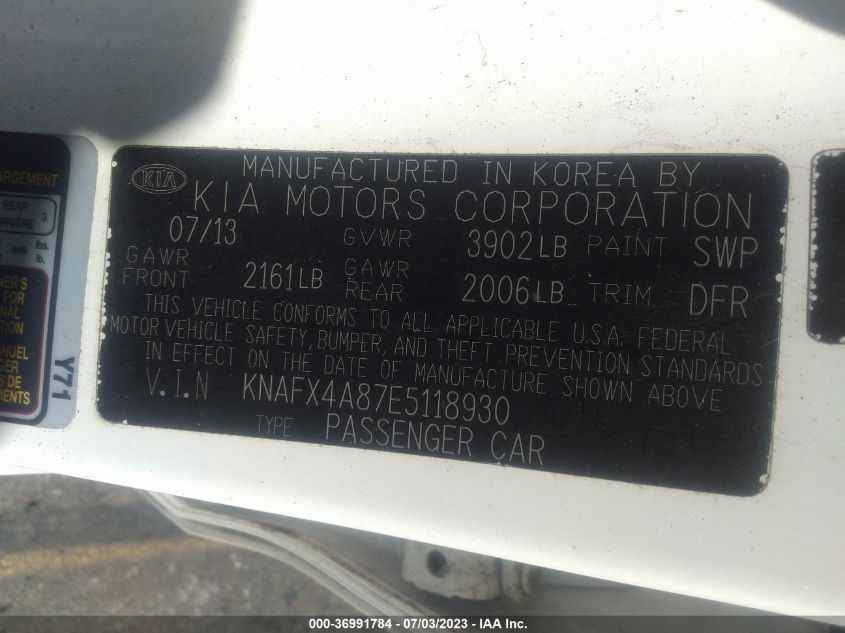 MANUFACTURED IN KOREA BY
KIA
KIA MOTORS CORPORATION
07/13 GVWR 3902LB PAINT SWP
GAWR FRONT 2161LB GAWR REAR 2006LB TRIM DFR
THIS VEHICLE CONFORMS TO ALL APPLICABLE U.S.A. FEDERAL
MOTOR VEHICLE SAFETY, BUMPER, AND THEFT PREVENTION STANDARDS
IN EFFECT ON THE DATE OF MANUFACTURE SHOWN ABOVE
V.I.N KNAFX4A87E5118930
TYPE PASSENGER CAR
REAR
3
lbs.
lb.
FOR
DE
Y71
000-36991784 - 07/03/2023 - IAA Inc.